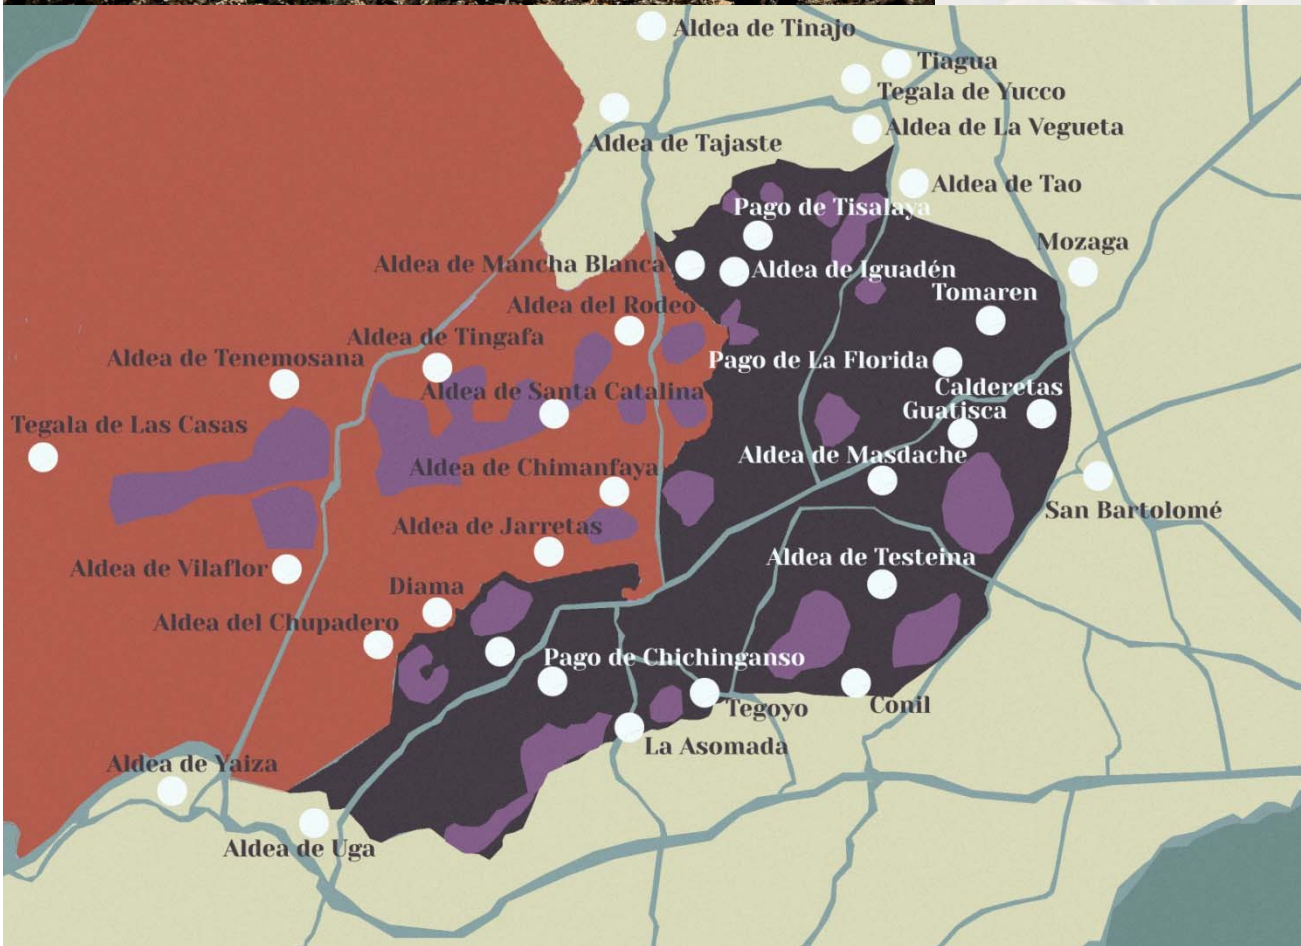 Aldea de Tinajo
Tiagua
Tegala de Yucco
Aldea de La Vegueta
Aldea de Tajaste
Aldea de Tao
Pago de Tisalaya
Mozaga
Aldea de Mancha Blanca
Aldea de Iguadén
Tomaren
Aldea del Rodeo
Aldea de Tingafa
Aldea de Tenemosana
Pago de La Florida
Calderetas
Aldea de Santa Catalina
Guatisca
Tegala de Las Casas
Aldea de Masdache
Aldea de Chimanfaya
San Bartolomé
Aldea de Jarretas
Aldea de Testeina
Aldea de Vilaflor
Diama
Aldea del Chupadero
Pago de Chichinganso
Tegoyo
Conil
La Asomada
Aldea de Yaiza
Aldea de Uga